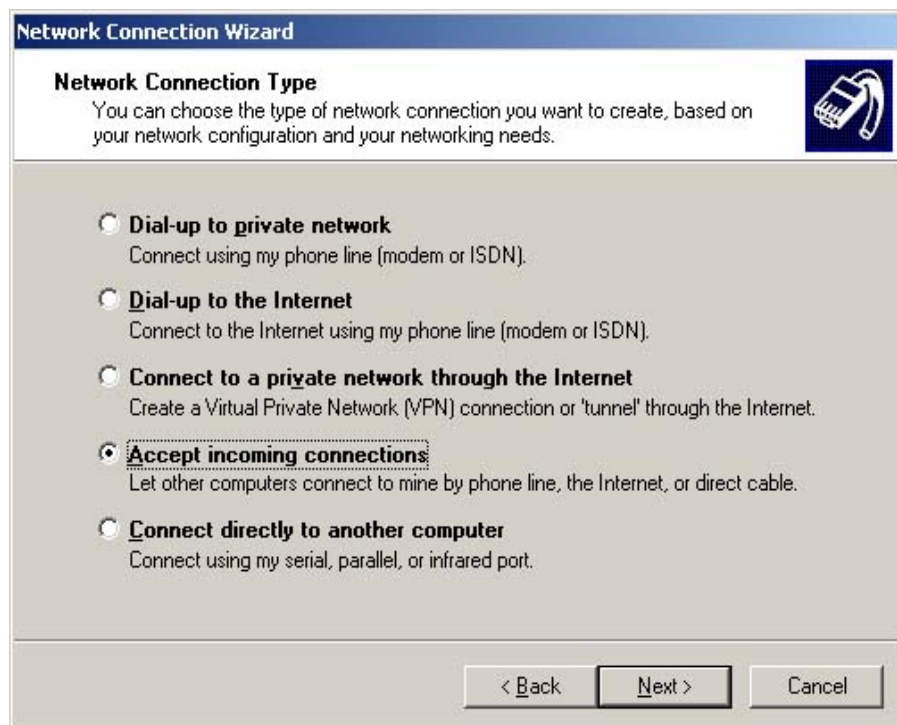 Network Connection Wizard
Network Connection Type
You can choose the type of network connection you want to create, based on
your network configuration and your networking needs.
Dial-up to private network
Connect using my phone line (modem or ISDN).
Dial-up to the Internet
Connect to the Internet using my phone line (modem or ISDN).
Connect to a private network through the Internet
Create a Virtual Private Network (VPN) connection or 'tunnel' through the Internet.
Accept incoming connections
Let other computers connect to mine by phone line, the Internet, or direct cable.
Connect directly to another computer
Connect using my serial, parallel, or infrared port.
< Back Next > Cancel